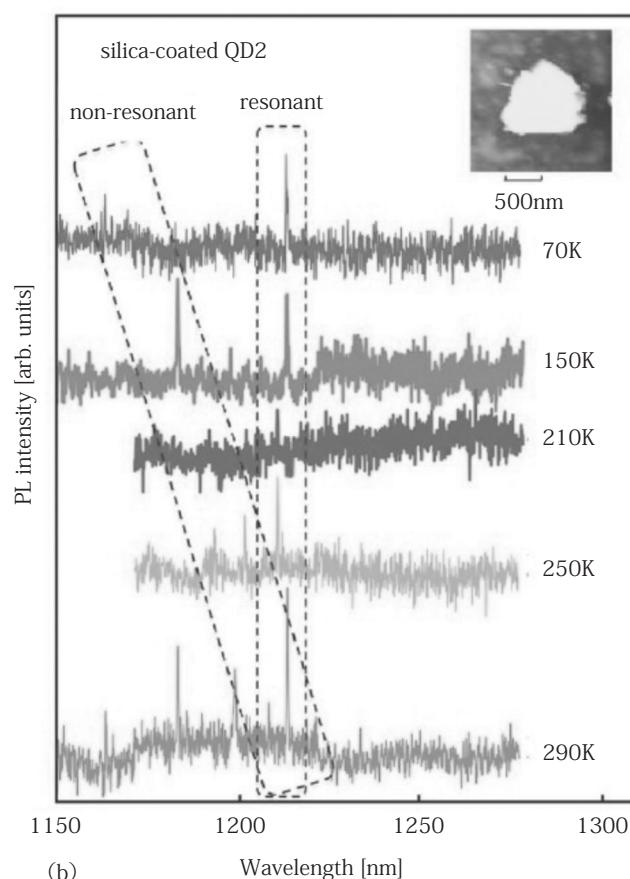 silica-coated QD2
non-resonant
resonant
500nm
70K
150K
210K
250K
290K
PL intensity [arb. units]
1150 1200 1250 1300
(b) Wavelength [nm]